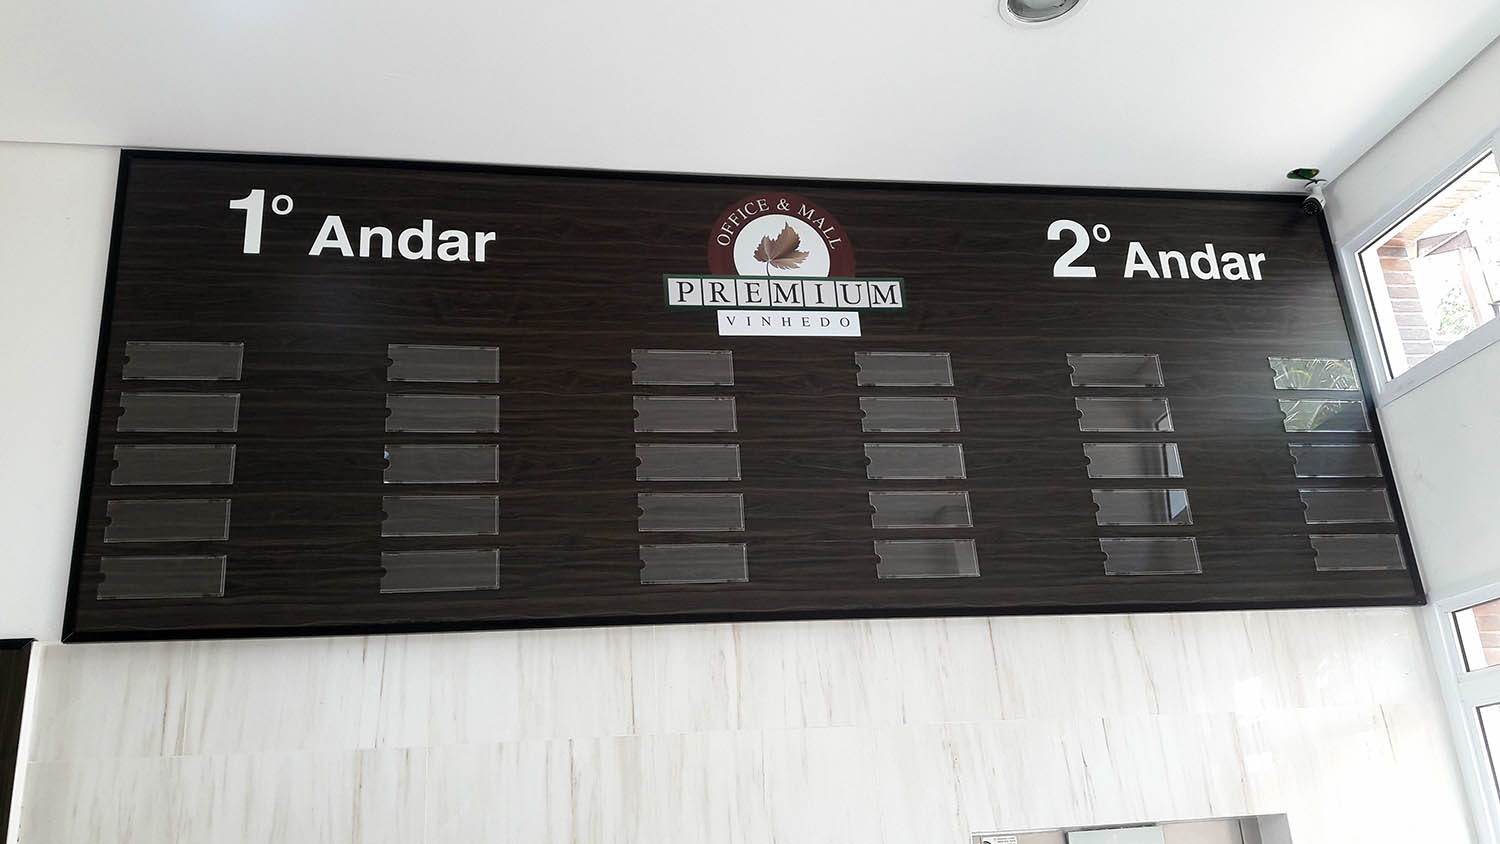 1º Andar
OFFICE & MALL
PREMIUM
VINHEDO
2º Andar